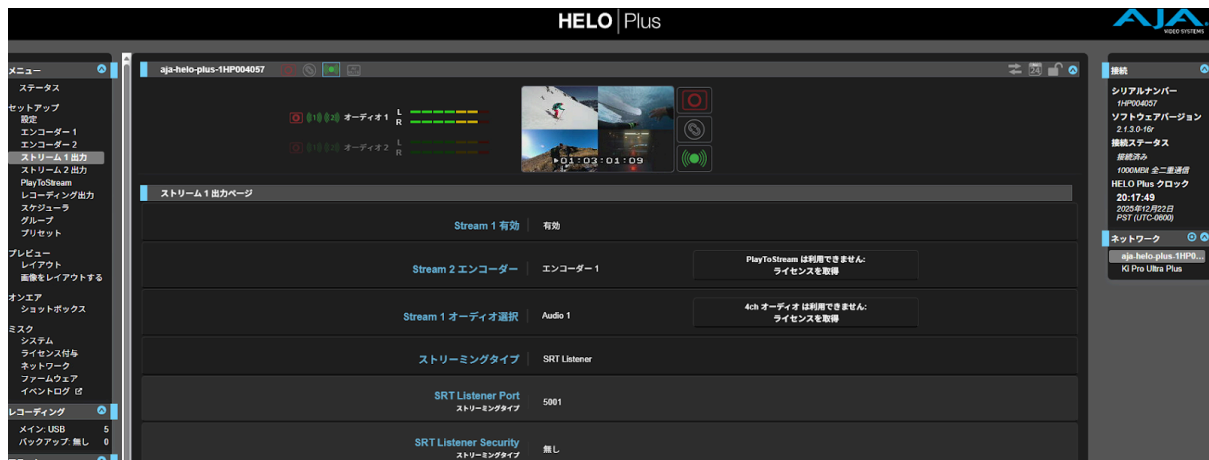 HELO Plus
AJA
VIDEO SYSTEMS
メニュー
ステータス
セットアップ
設定
エンコーダー 1
エンコーダー 2
ストリーム 1 出力
ストリーム 2 出力
PlayToStream
レコーディング出力
スケジューラ
グループ
プリセット
プレビュー
レイアウト
画像をレイアウトする
オンエア
ショットボックス
ミスク
システム
ライセンス付与
ネットワーク
ファームウェア
イベントログ
レコーディング
メイン: USB 5
バックアップ: 無し 0
aja-helo-plus-1HP004057
24
オーディオ 1 L
R
オーディオ 2 L
R
01:03:01:09
ストリーム 1 出力ページ
Stream 1 有効 有効
Stream 2 エンコーダー エンコーダー 1
PlayToStream は利用できません:
ライセンスを取得
Stream 1 オーディオ選択 Audio 1
4ch オーディオ は利用できません:
ライセンスを取得
ストリーミングタイプ SRT Listener
SRT Listener Port 5001
ストリーミングタイプ
SRT Listener Security 無し
ストリーミングタイプ
接続
シリアルナンバー
1HP004057
ソフトウェアバージョン
2.1.3.0-16r
接続ステータス
接続済み
1000MBit 全二重通信
HELO Plus クロック
20:17:49
2025年12月22日
PST (UTC-0800)
ネットワーク
aja-helo-plus-1HP0...
Ki Pro Ultra Plus